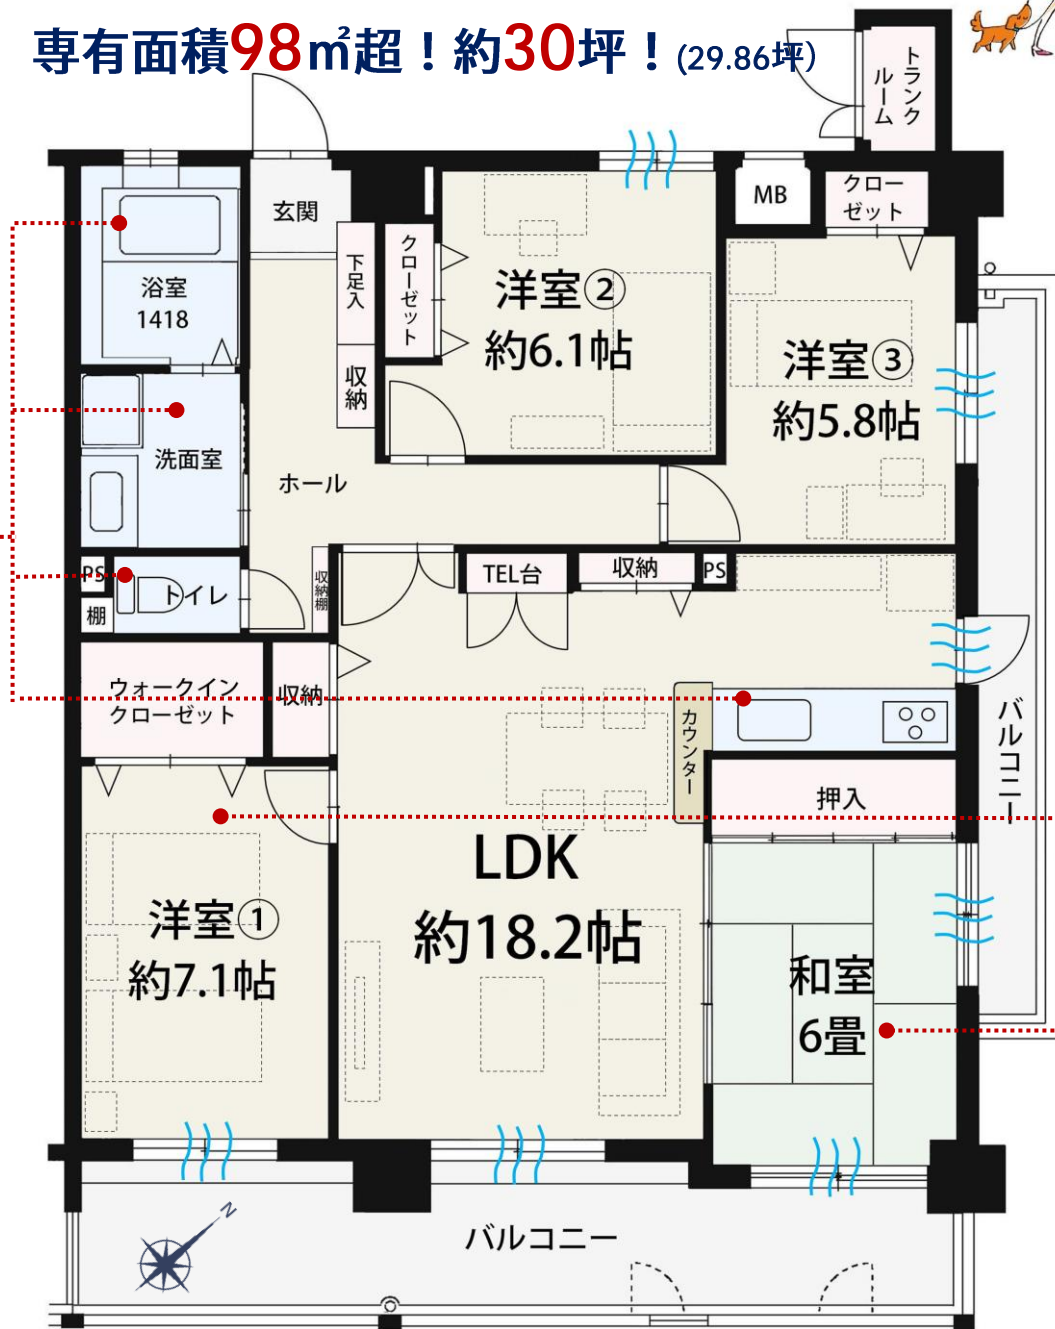 専有面積98㎡超！約30坪！(29.86坪)
トランク
ルーム
MB
クロー
ゼット
玄関
下足入
クローゼット
洋室②
約6.1帖
浴室
1418
洋室③
約5.8帖
収納
洗面室
ホール
PS
トイレ
棚
収納棚
TEL台
収納
PS
ウォークイン
クローゼット
収納
カウンター
バルコニー
押入
LDK
約18.2帖
洋室①
約7.1帖
和室
6畳
N
バルコニー